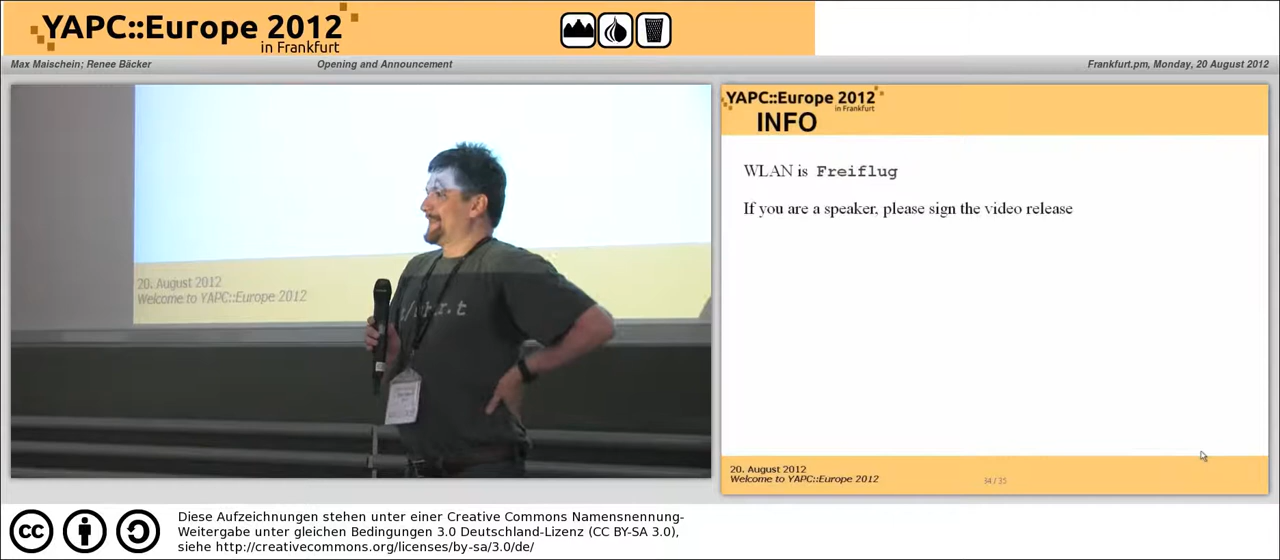 YAPC::Europe 2012
in Frankfurt
Max Maischein; Renee Bäcker
Opening and Announcement
Frankfurt.pm, Monday, 20 August 2012
20. August 2012
Welcome to YAPC::Europe 2012
YAPC::Europe 2012
in Frankfurt
INFO
WLAN is Freiflug
If you are a speaker, please sign the video release
20. August 2012
Welcome to YAPC::Europe 2012
34 / 35
cc
Diese Aufzeichnungen stehen unter einer Creative Commons Namensnennung-
Weitergabe unter gleichen Bedingungen 3.0 Deutschland-Lizenz (CC BY-SA 3.0),
siehe http://creativecommons.org/licenses/by-sa/3.0/de/